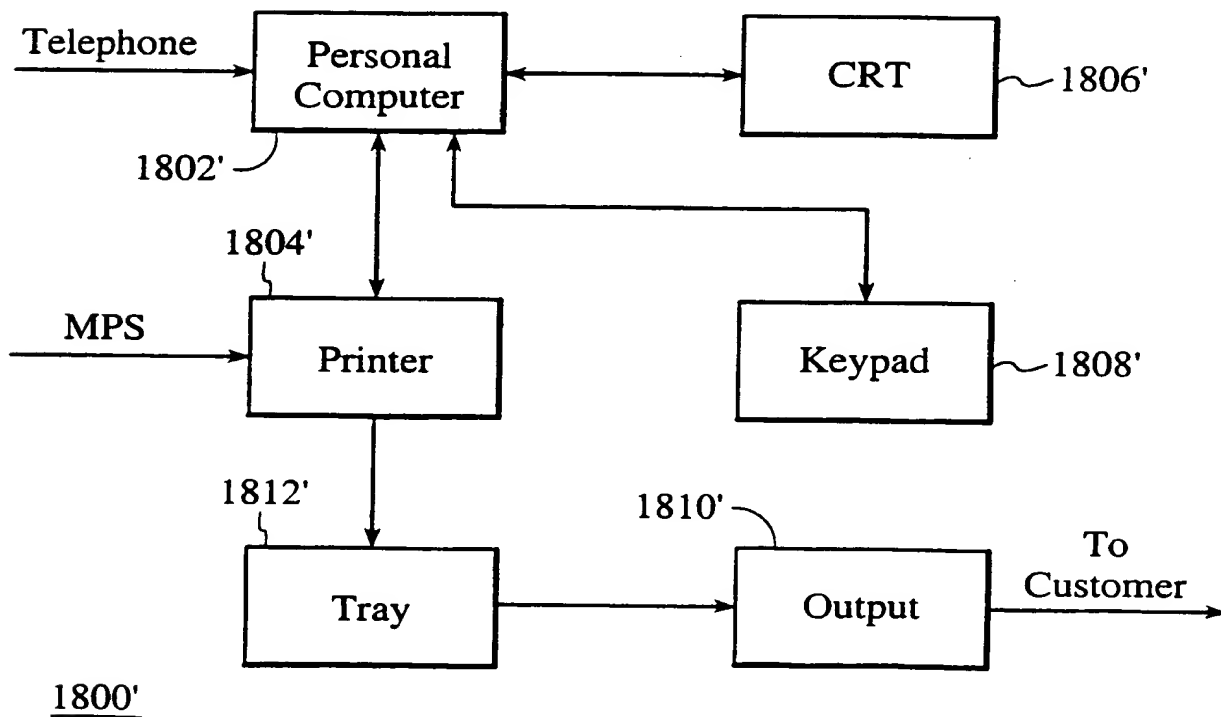 Telephone
Personal
Computer
CRT
1806'
1802'
1804'
MPS
Printer
Keypad
1808'
1812'
1810'
Tray
Output
To
Customer
1800'